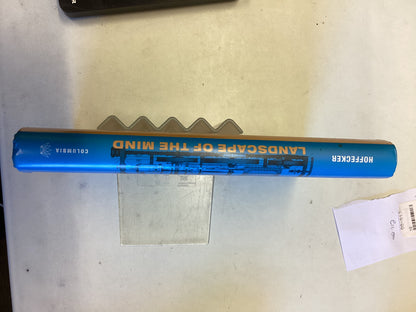 HOFFECKER
LANDSCAPE OF THE MIND
COLUMBIA